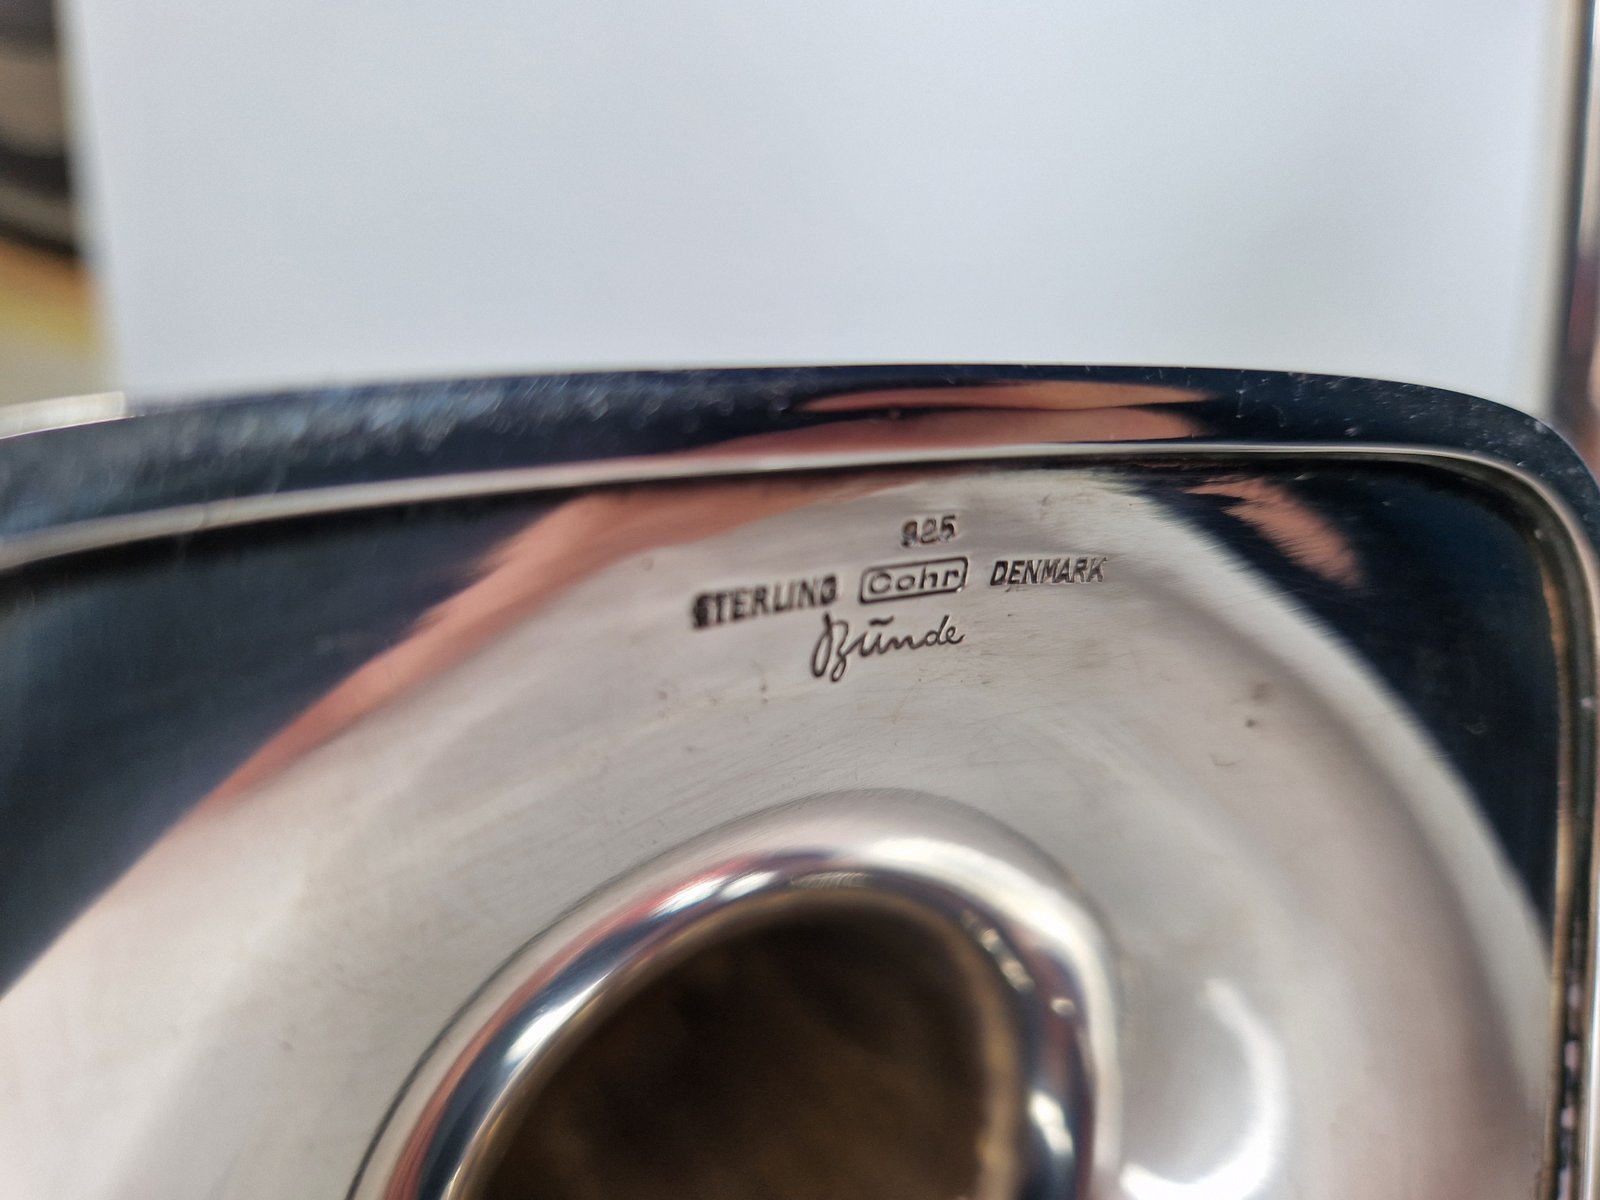 925
STERLING Cohr DENMARK
Bünde